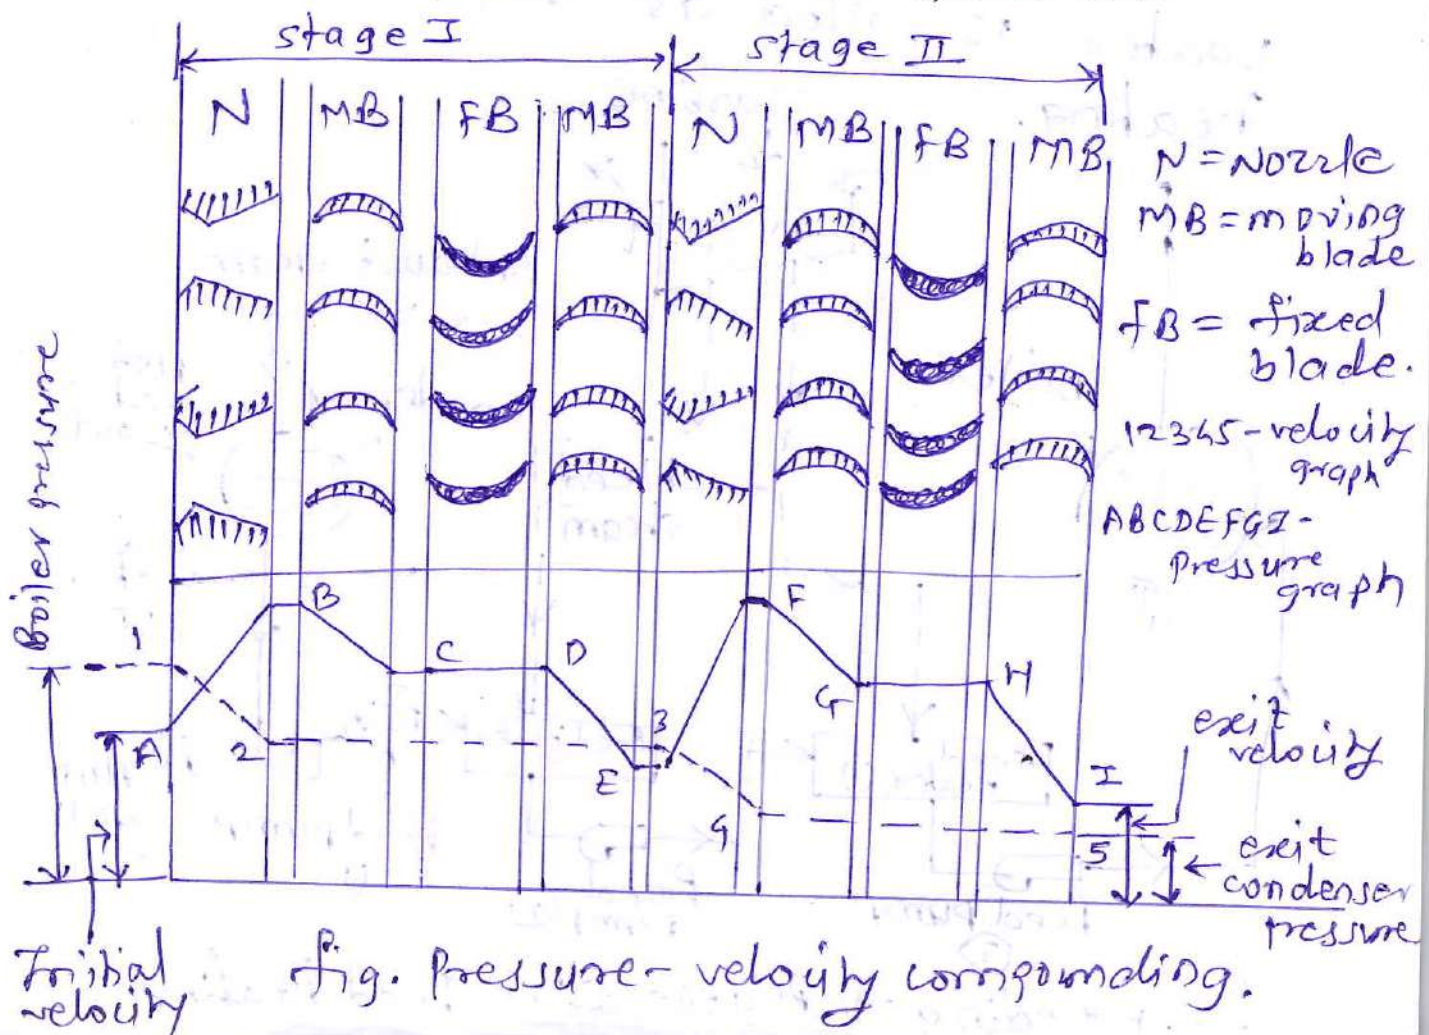 stage I
stage II
N MB FB MB N MB FB MB
N = Nozzle
MB = moving
blade
FB = fixed
blade.
12345 - velocity
graph
ABCDEFGI -
Pressure
graph
Boiler pressure
1
B
F
C
D
H
A
2
3
G
E
I
exit
velocity
4
5
exit
condenser
pressure
Initial
velocity
fig. Pressure - velocity compounding.